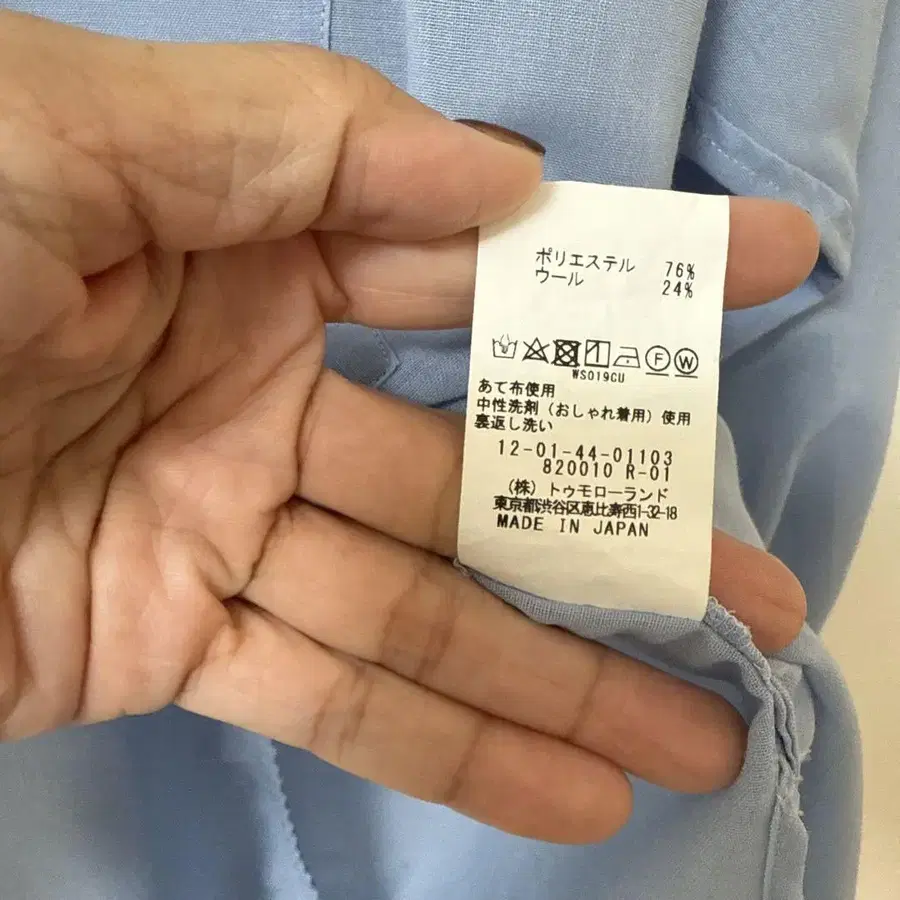 ポリエステル 76%
ウール 24%
F W
WS019CU
あて布使用
中性洗剤（おしゃれ着用）使用
裏返し洗い
12-01-44-01103
820010 R-01
（株）トゥモローランド
東京都渋谷区恵比寿西1-32-18
MADE IN JAPAN